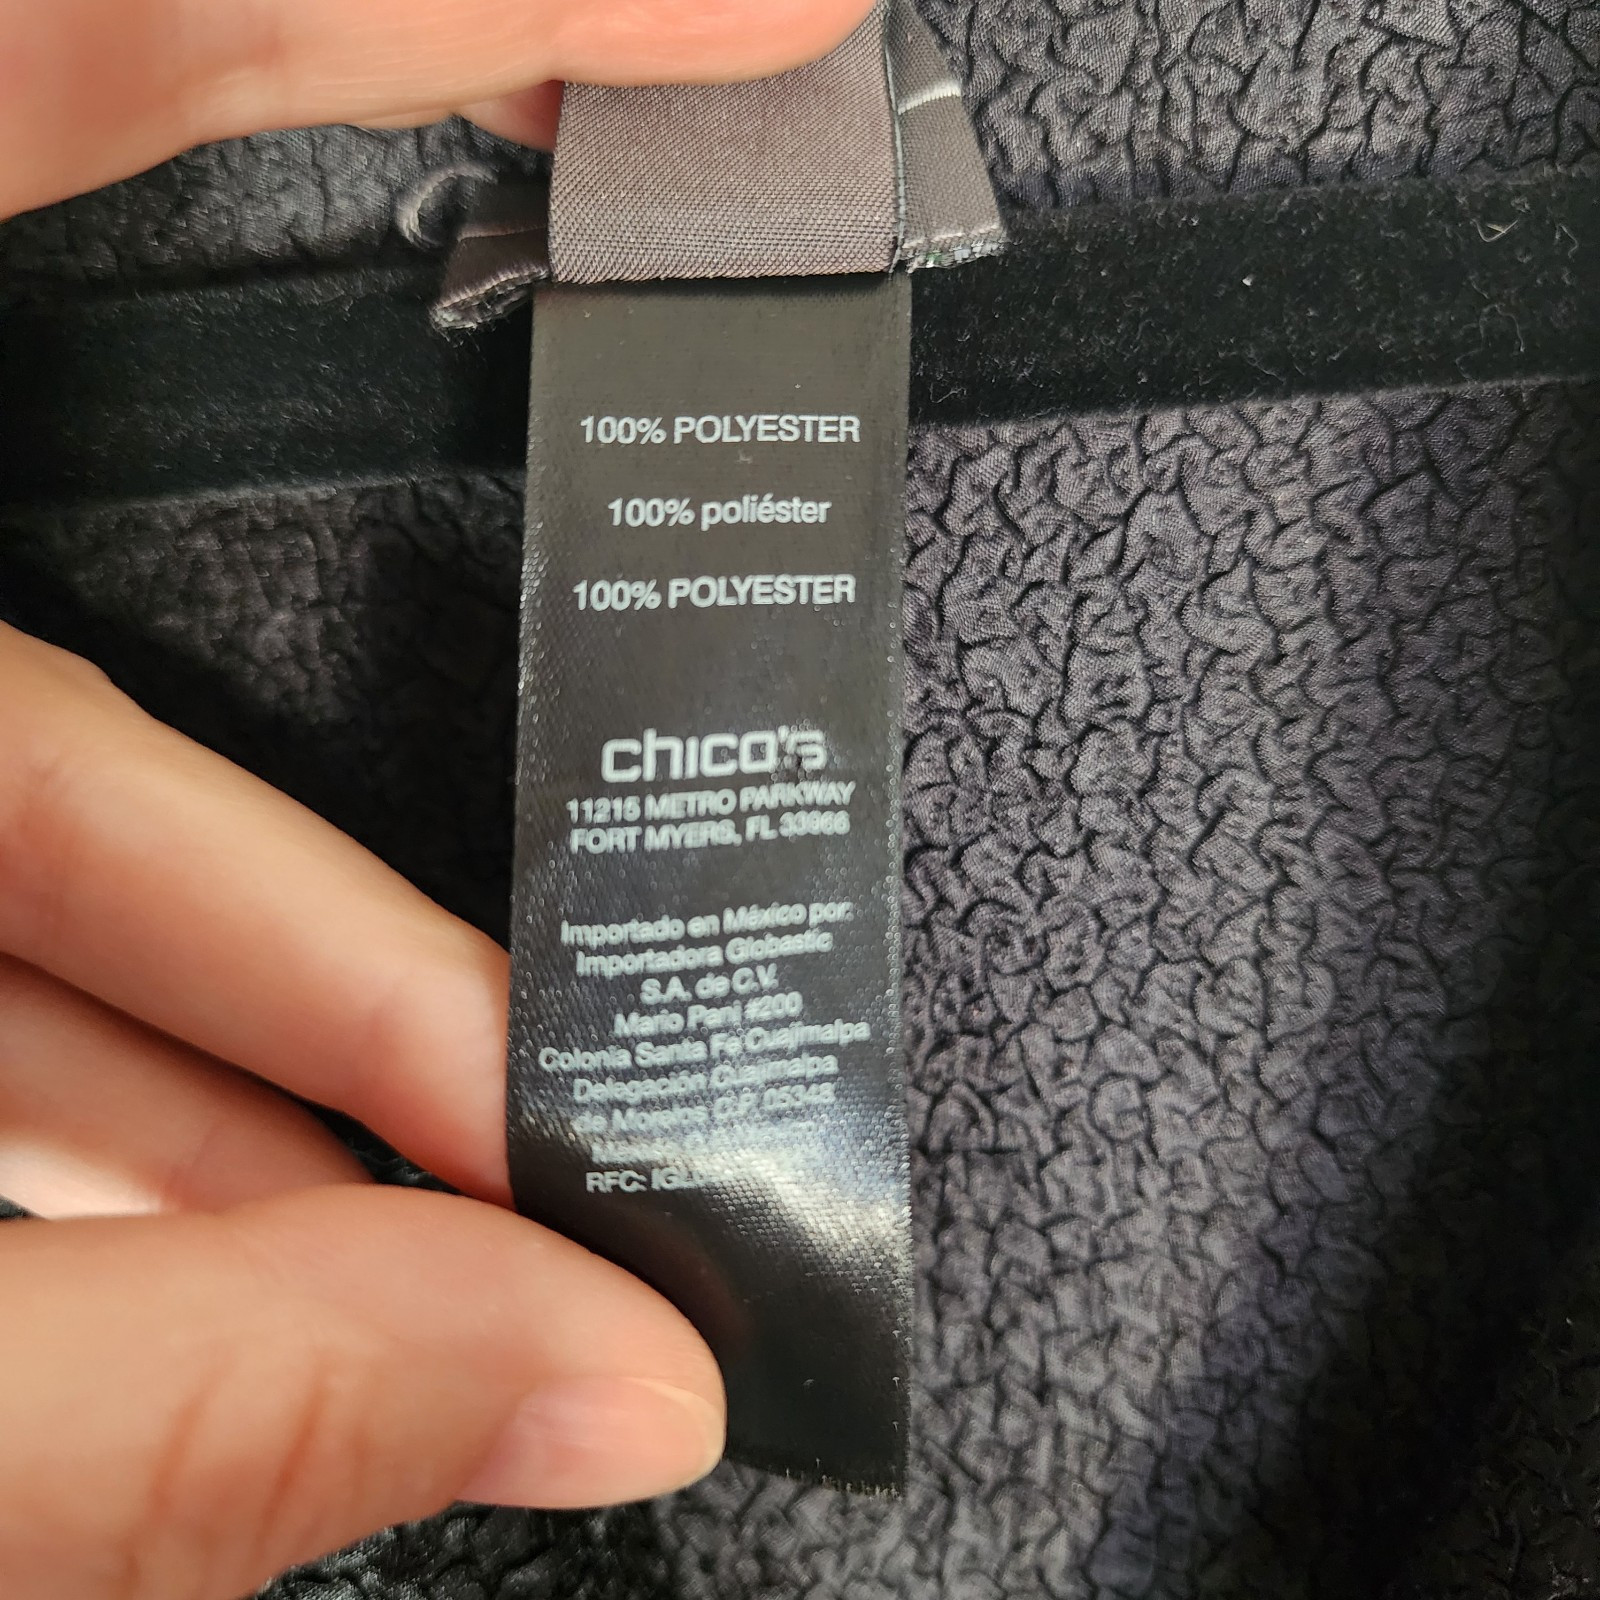 100% POLYESTER
100% poliéster
100% POLYESTER
chico's
11215 METRO PARKWAY
FORT MYERS, FL 33966
Importado en México por:
Importadora Globastic
S.A. de C.V.
Mario Pani #200
Colonia Santa Fe Cuajimalpa
Delegación Cuajimalpa
de Morelos C.P. 05348
RFC: